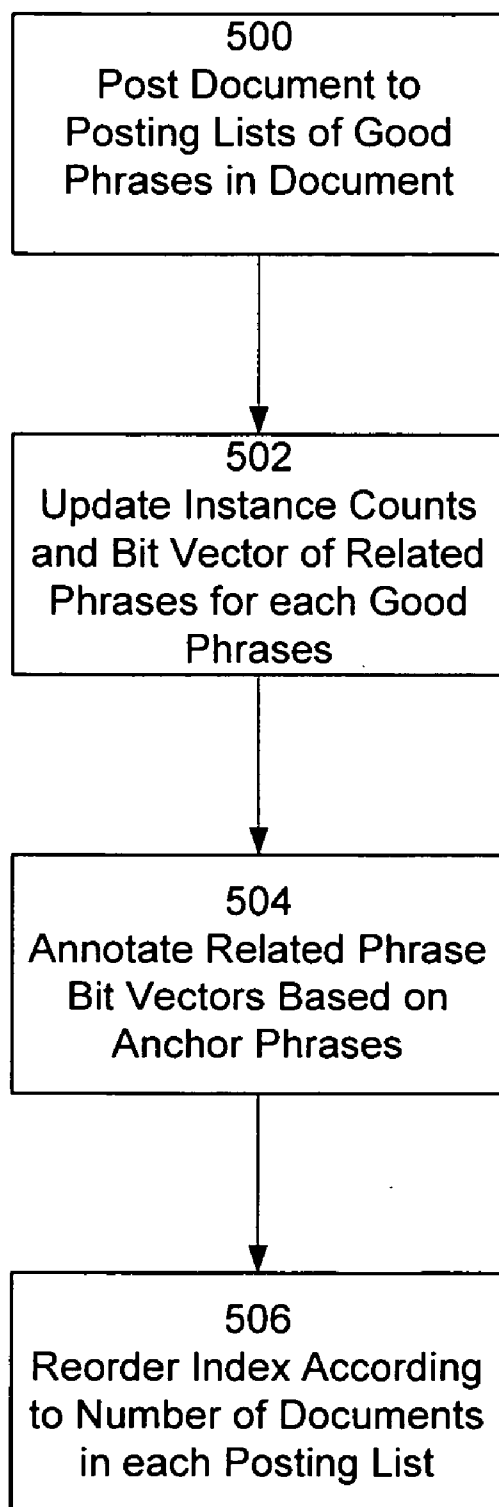 500
Post Document to
Posting Lists of Good
Phrases in Document
502
Update Instance Counts
and Bit Vector of Related
Phrases for each Good
Phrases
504
Annotate Related Phrase
Bit Vectors Based on
Anchor Phrases
506
Reorder Index According
to Number of Documents
in each Posting List